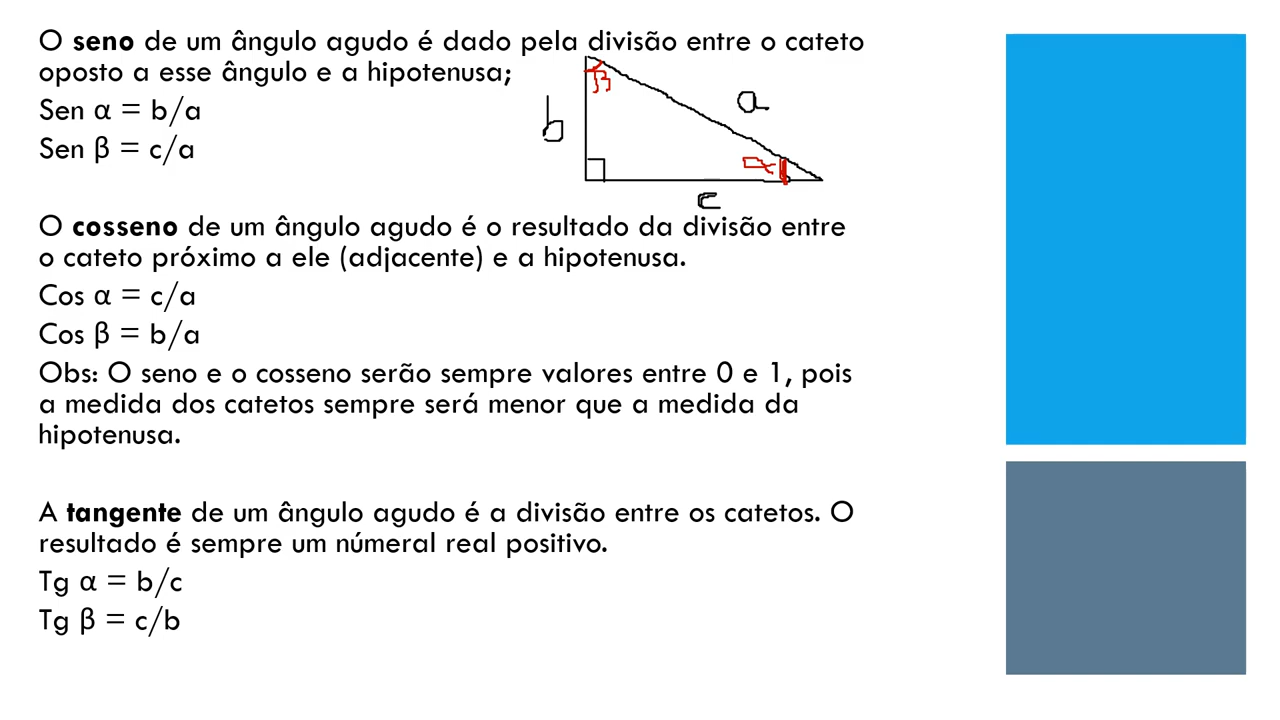 O seno de um ângulo agudo é dado pela divisão entre o cateto
oposto a esse ângulo e a hipotenusa;
Sen α = b/a
Sen β = c/a
β
b
a
α
c
O cosseno de um ângulo agudo é o resultado da divisão entre
o cateto próximo a ele (adjacente) e a hipotenusa.
Cos α = c/a
Cos β = b/a
Obs: O seno e o cosseno serão sempre valores entre 0 e 1, pois
a medida dos catetos sempre será menor que a medida da
hipotenusa.
A tangente de um ângulo agudo é a divisão entre os catetos. O
resultado é sempre um númeral real positivo.
Tg α = b/c
Tg β = c/b